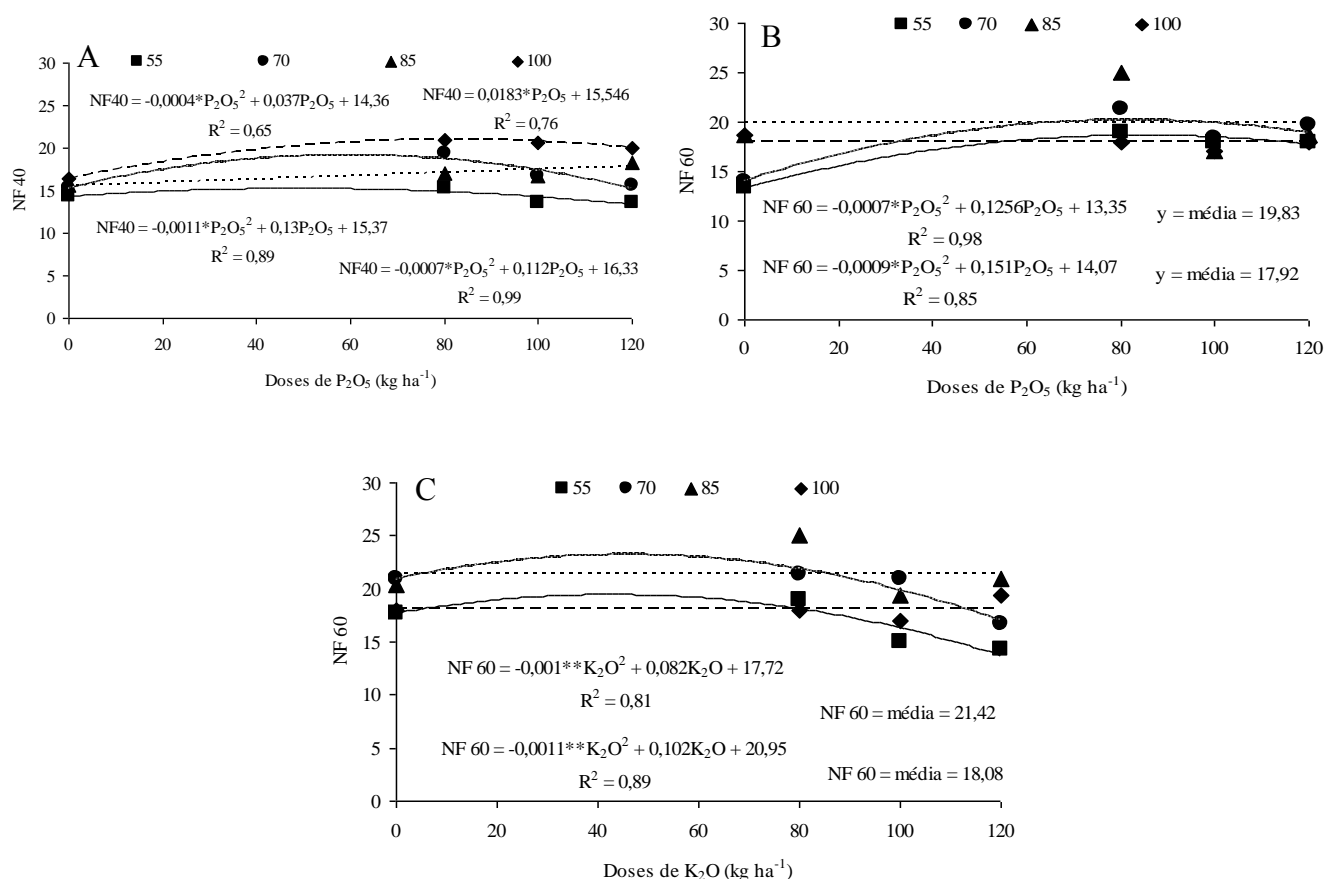 A
55 70 85 100
NF40 = -0,0004*P₂O₅² + 0,037P₂O₅ + 14,36
R² = 0,65
NF40 = 0,0183*P₂O₅ + 15,546
R² = 0,76
NF40 = -0,0011*P₂O₅² + 0,13P₂O₅ + 15,37
R² = 0,89
NF40 = -0,0007*P₂O₅² + 0,112P₂O₅ + 16,33
R² = 0,99
30
25
20
15
10
5
0
NF 40
0 20 40 60 80 100 120
Doses de P₂O₅ (kg ha⁻¹)
B
55 70 85 100
30
25
20
15
10
5
0
NF 60
NF 60 = -0,0007*P₂O₅² + 0,1256P₂O₅ + 13,35
R² = 0,98
y = média = 19,83
NF 60 = -0,0009*P₂O₅² + 0,151P₂O₅ + 14,07
R² = 0,85
y = média = 17,92
0 20 40 60 80 100 120
Doses de P₂O₅ (kg ha⁻¹)
C
55 70 85 100
30
25
20
15
10
5
0
NF 60
NF 60 = -0,001**K₂O² + 0,082K₂O + 17,72
R² = 0,81
NF 60 = média = 21,42
NF 60 = -0,0011**K₂O² + 0,102K₂O + 20,95
R² = 0,89
NF 60 = média = 18,08
0 20 40 60 80 100 120
Doses de K₂O (kg ha⁻¹)